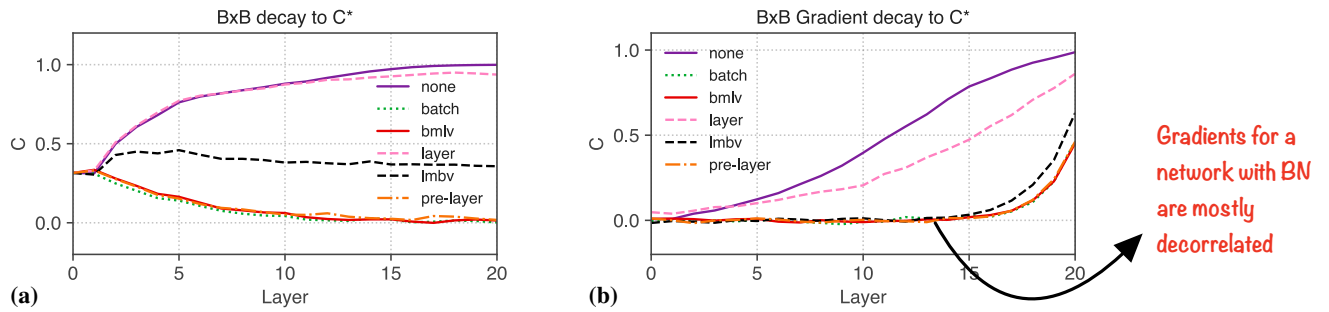 BxB decay to C*
C
1.0
0.5
0.0
none
batch
bmlv
layer
lmbv
pre-layer
0 5 10 15 20
Layer
(a)
BxB Gradient decay to C*
C
1.0
0.5
0.0
none
batch
bmlv
layer
lmbv
pre-layer
0 5 10 15 20
Layer
(b)
Gradients for a
network with BN
are mostly
decorrelated